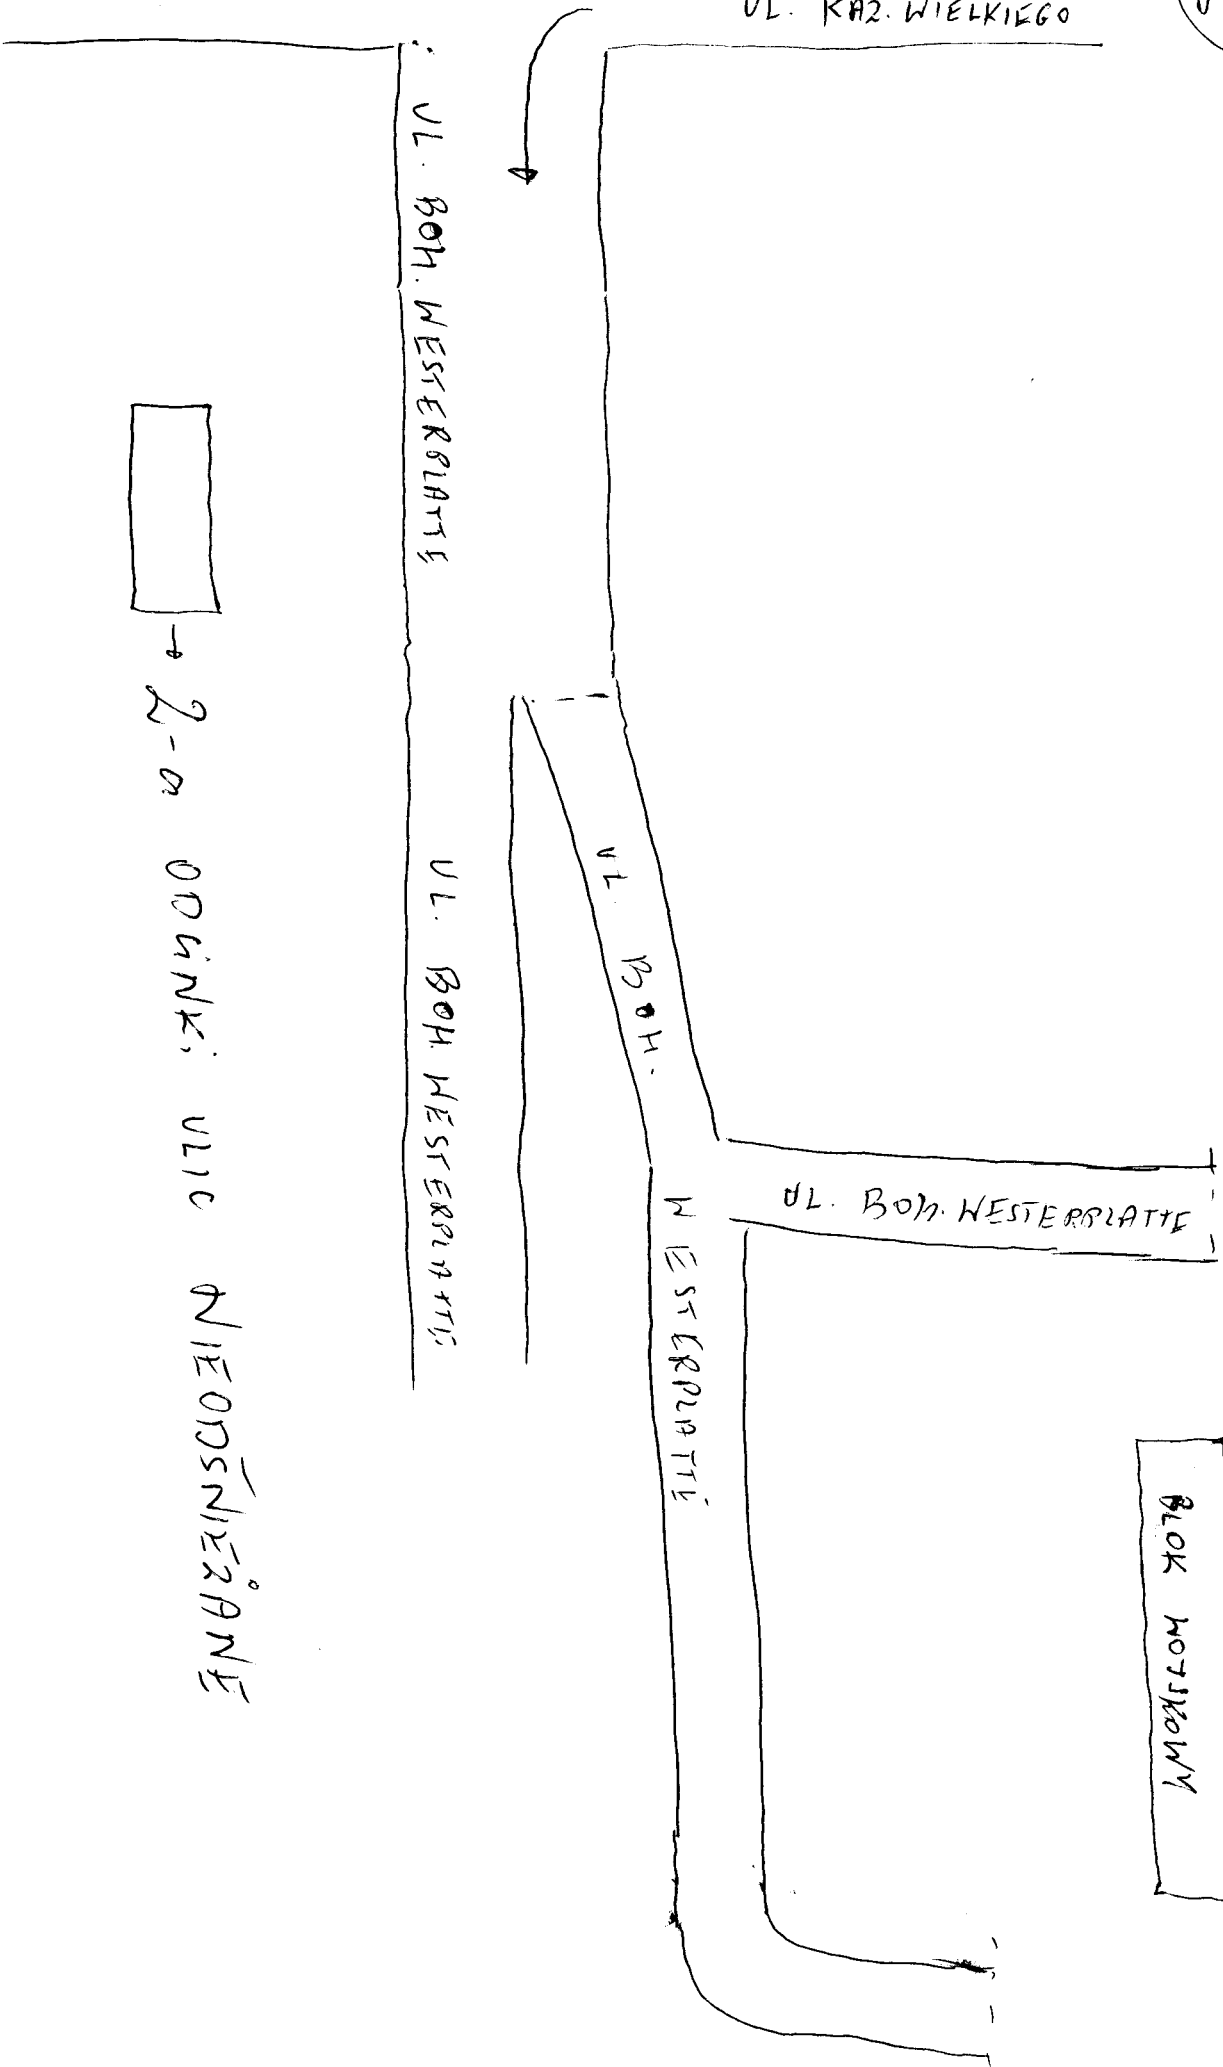 UL. KAZ. WIELKIEGO
UL. BOH. WESTERPLATTE
UL. BOH. WESTERPLATTE
UL. BOH. WESTERPLATTE
UL. BOH. WESTERPLATTE
BLOK WOJSKOWY
→ 2-a ODCINKI ULIC NIEODŚNIEŻANE